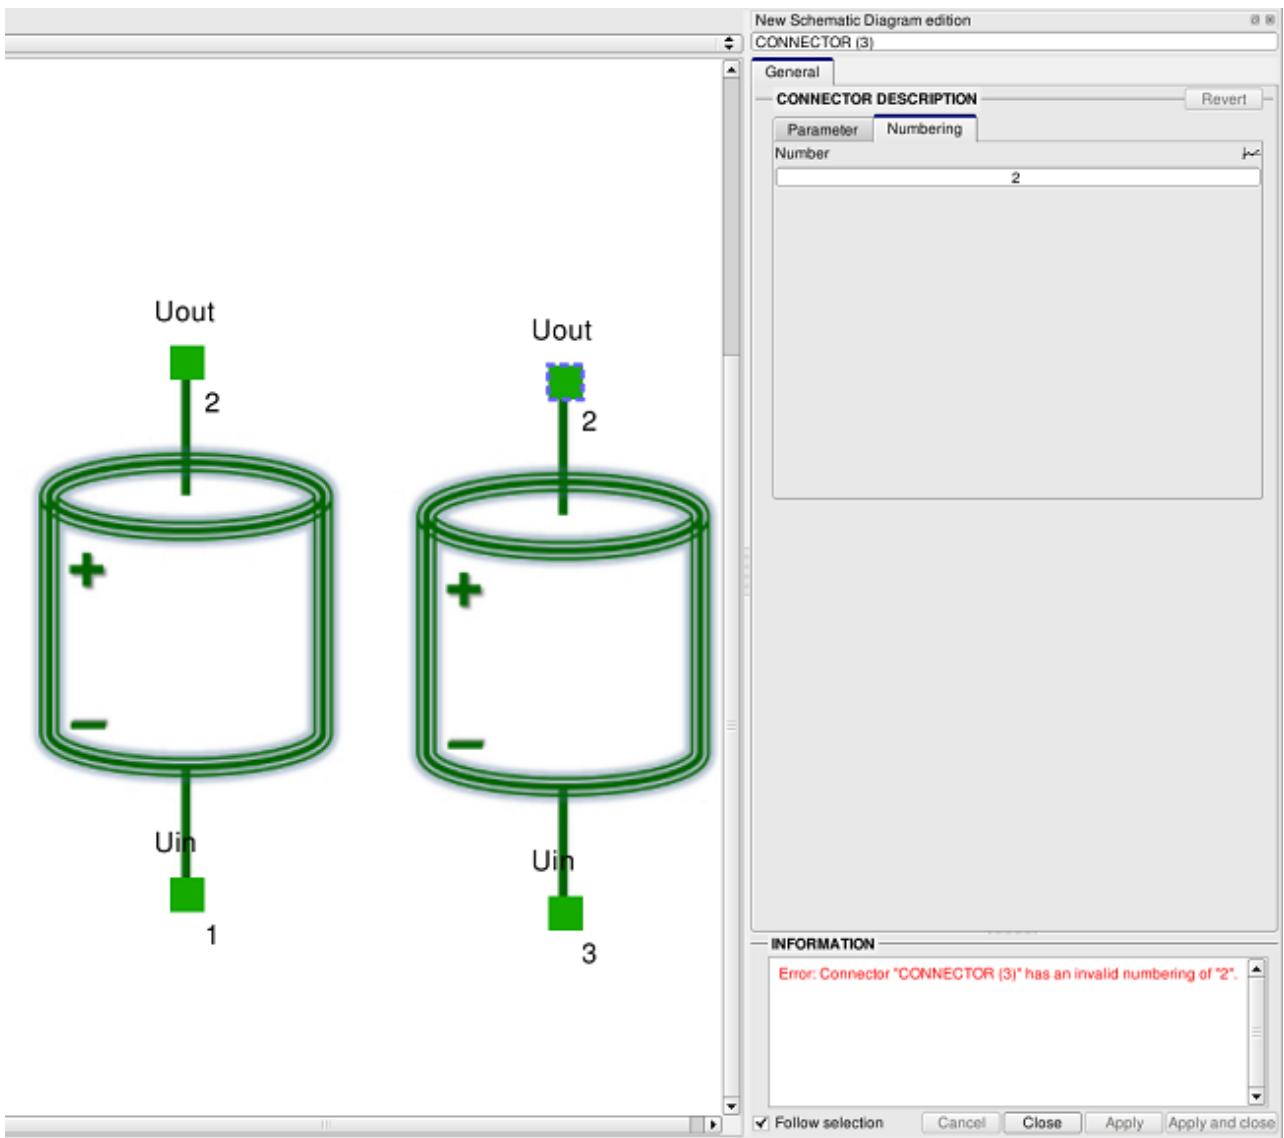 New Schematic Diagram edition
CONNECTOR (3)
General
CONNECTOR DESCRIPTION
Revert
Parameter
Numbering
Number
2
Uout
2
Uout
2
Uin
1
Uin
3
INFORMATION
Error: Connector "CONNECTOR (3)" has an invalid numbering of "2".
Follow selection
Cancel
Close
Apply
Apply and close